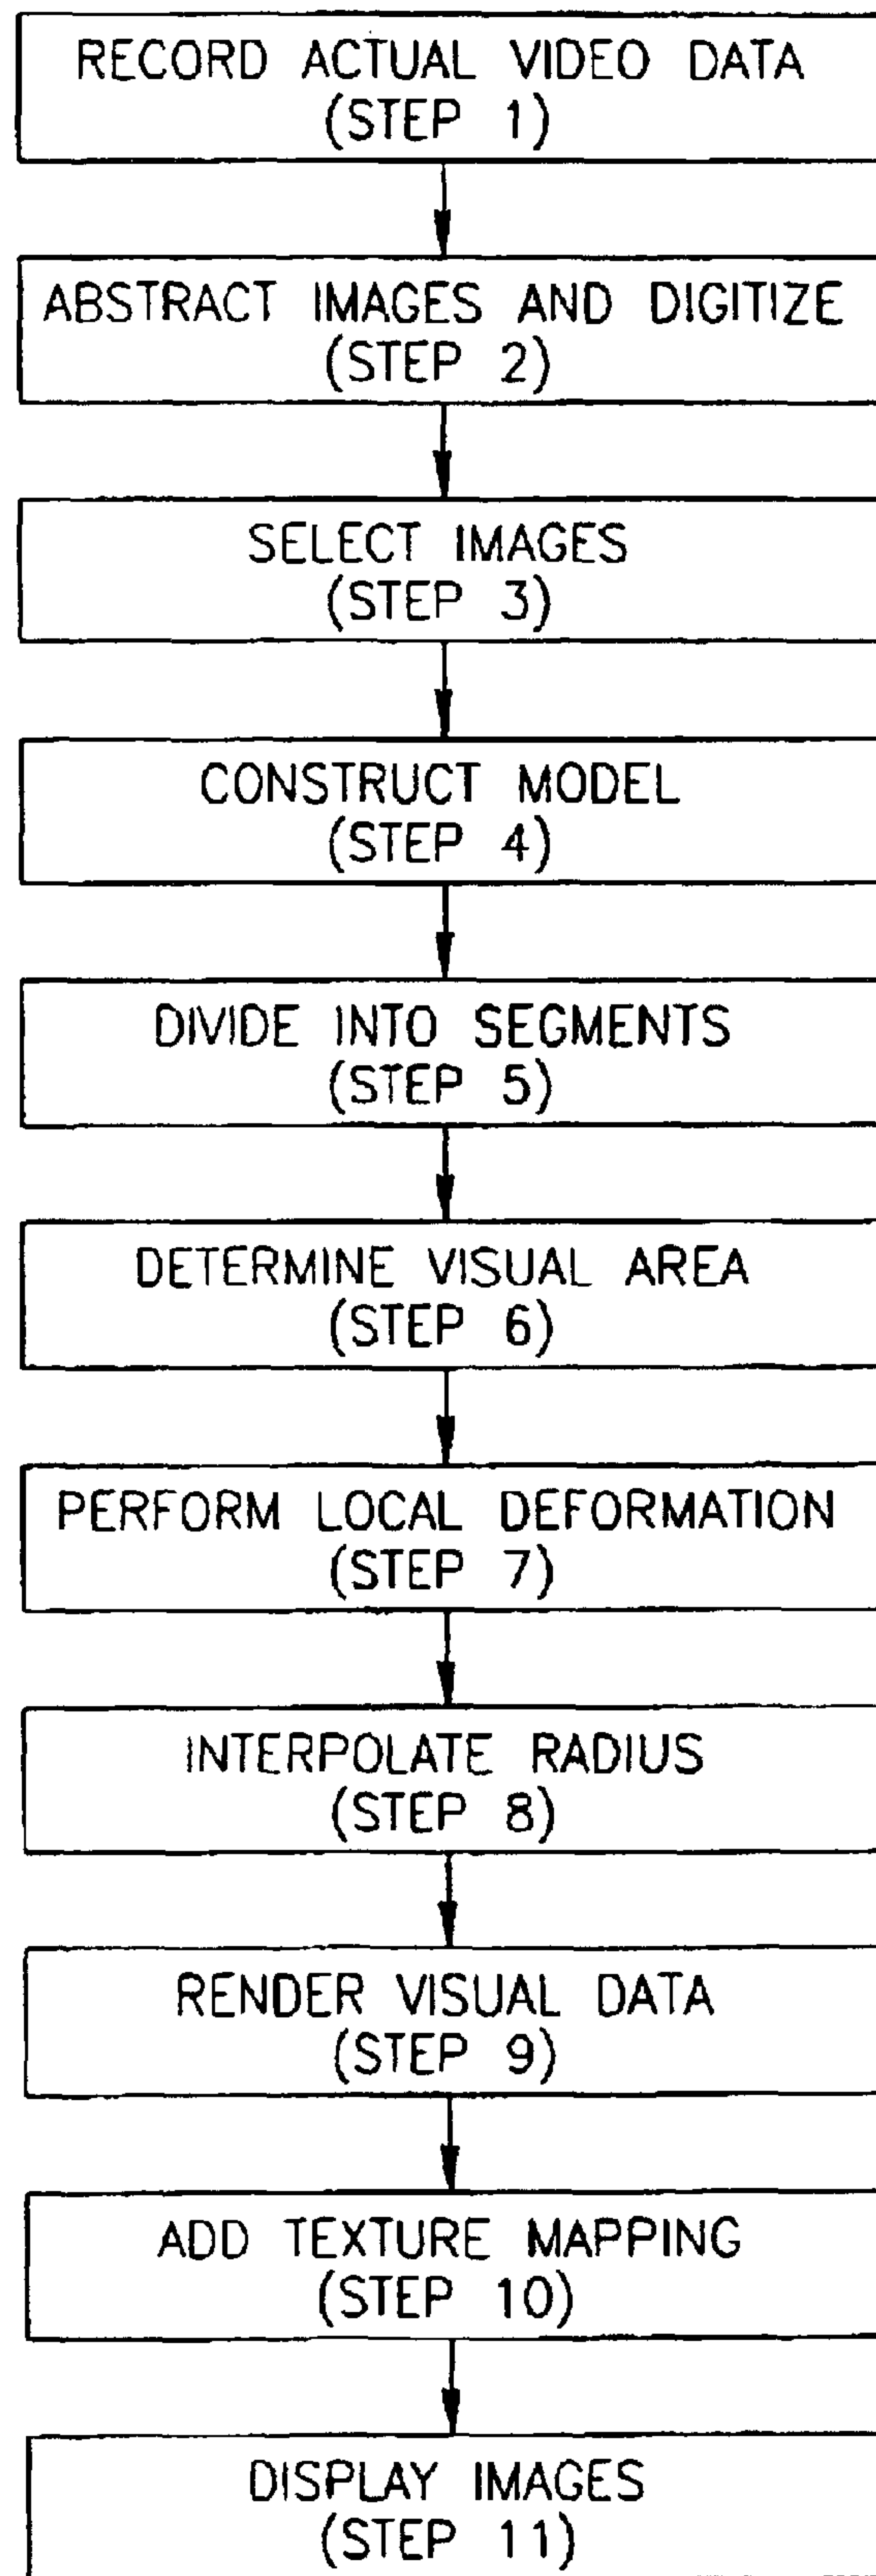 RECORD ACTUAL VIDEO DATA
(STEP 1)
ABSTRACT IMAGES AND DIGITIZE
(STEP 2)
SELECT IMAGES
(STEP 3)
CONSTRUCT MODEL
(STEP 4)
DIVIDE INTO SEGMENTS
(STEP 5)
DETERMINE VISUAL AREA
(STEP 6)
PERFORM LOCAL DEFORMATION
(STEP 7)
INTERPOLATE RADIUS
(STEP 8)
RENDER VISUAL DATA
(STEP 9)
ADD TEXTURE MAPPING
(STEP 10)
DISPLAY IMAGES
(STEP 11)